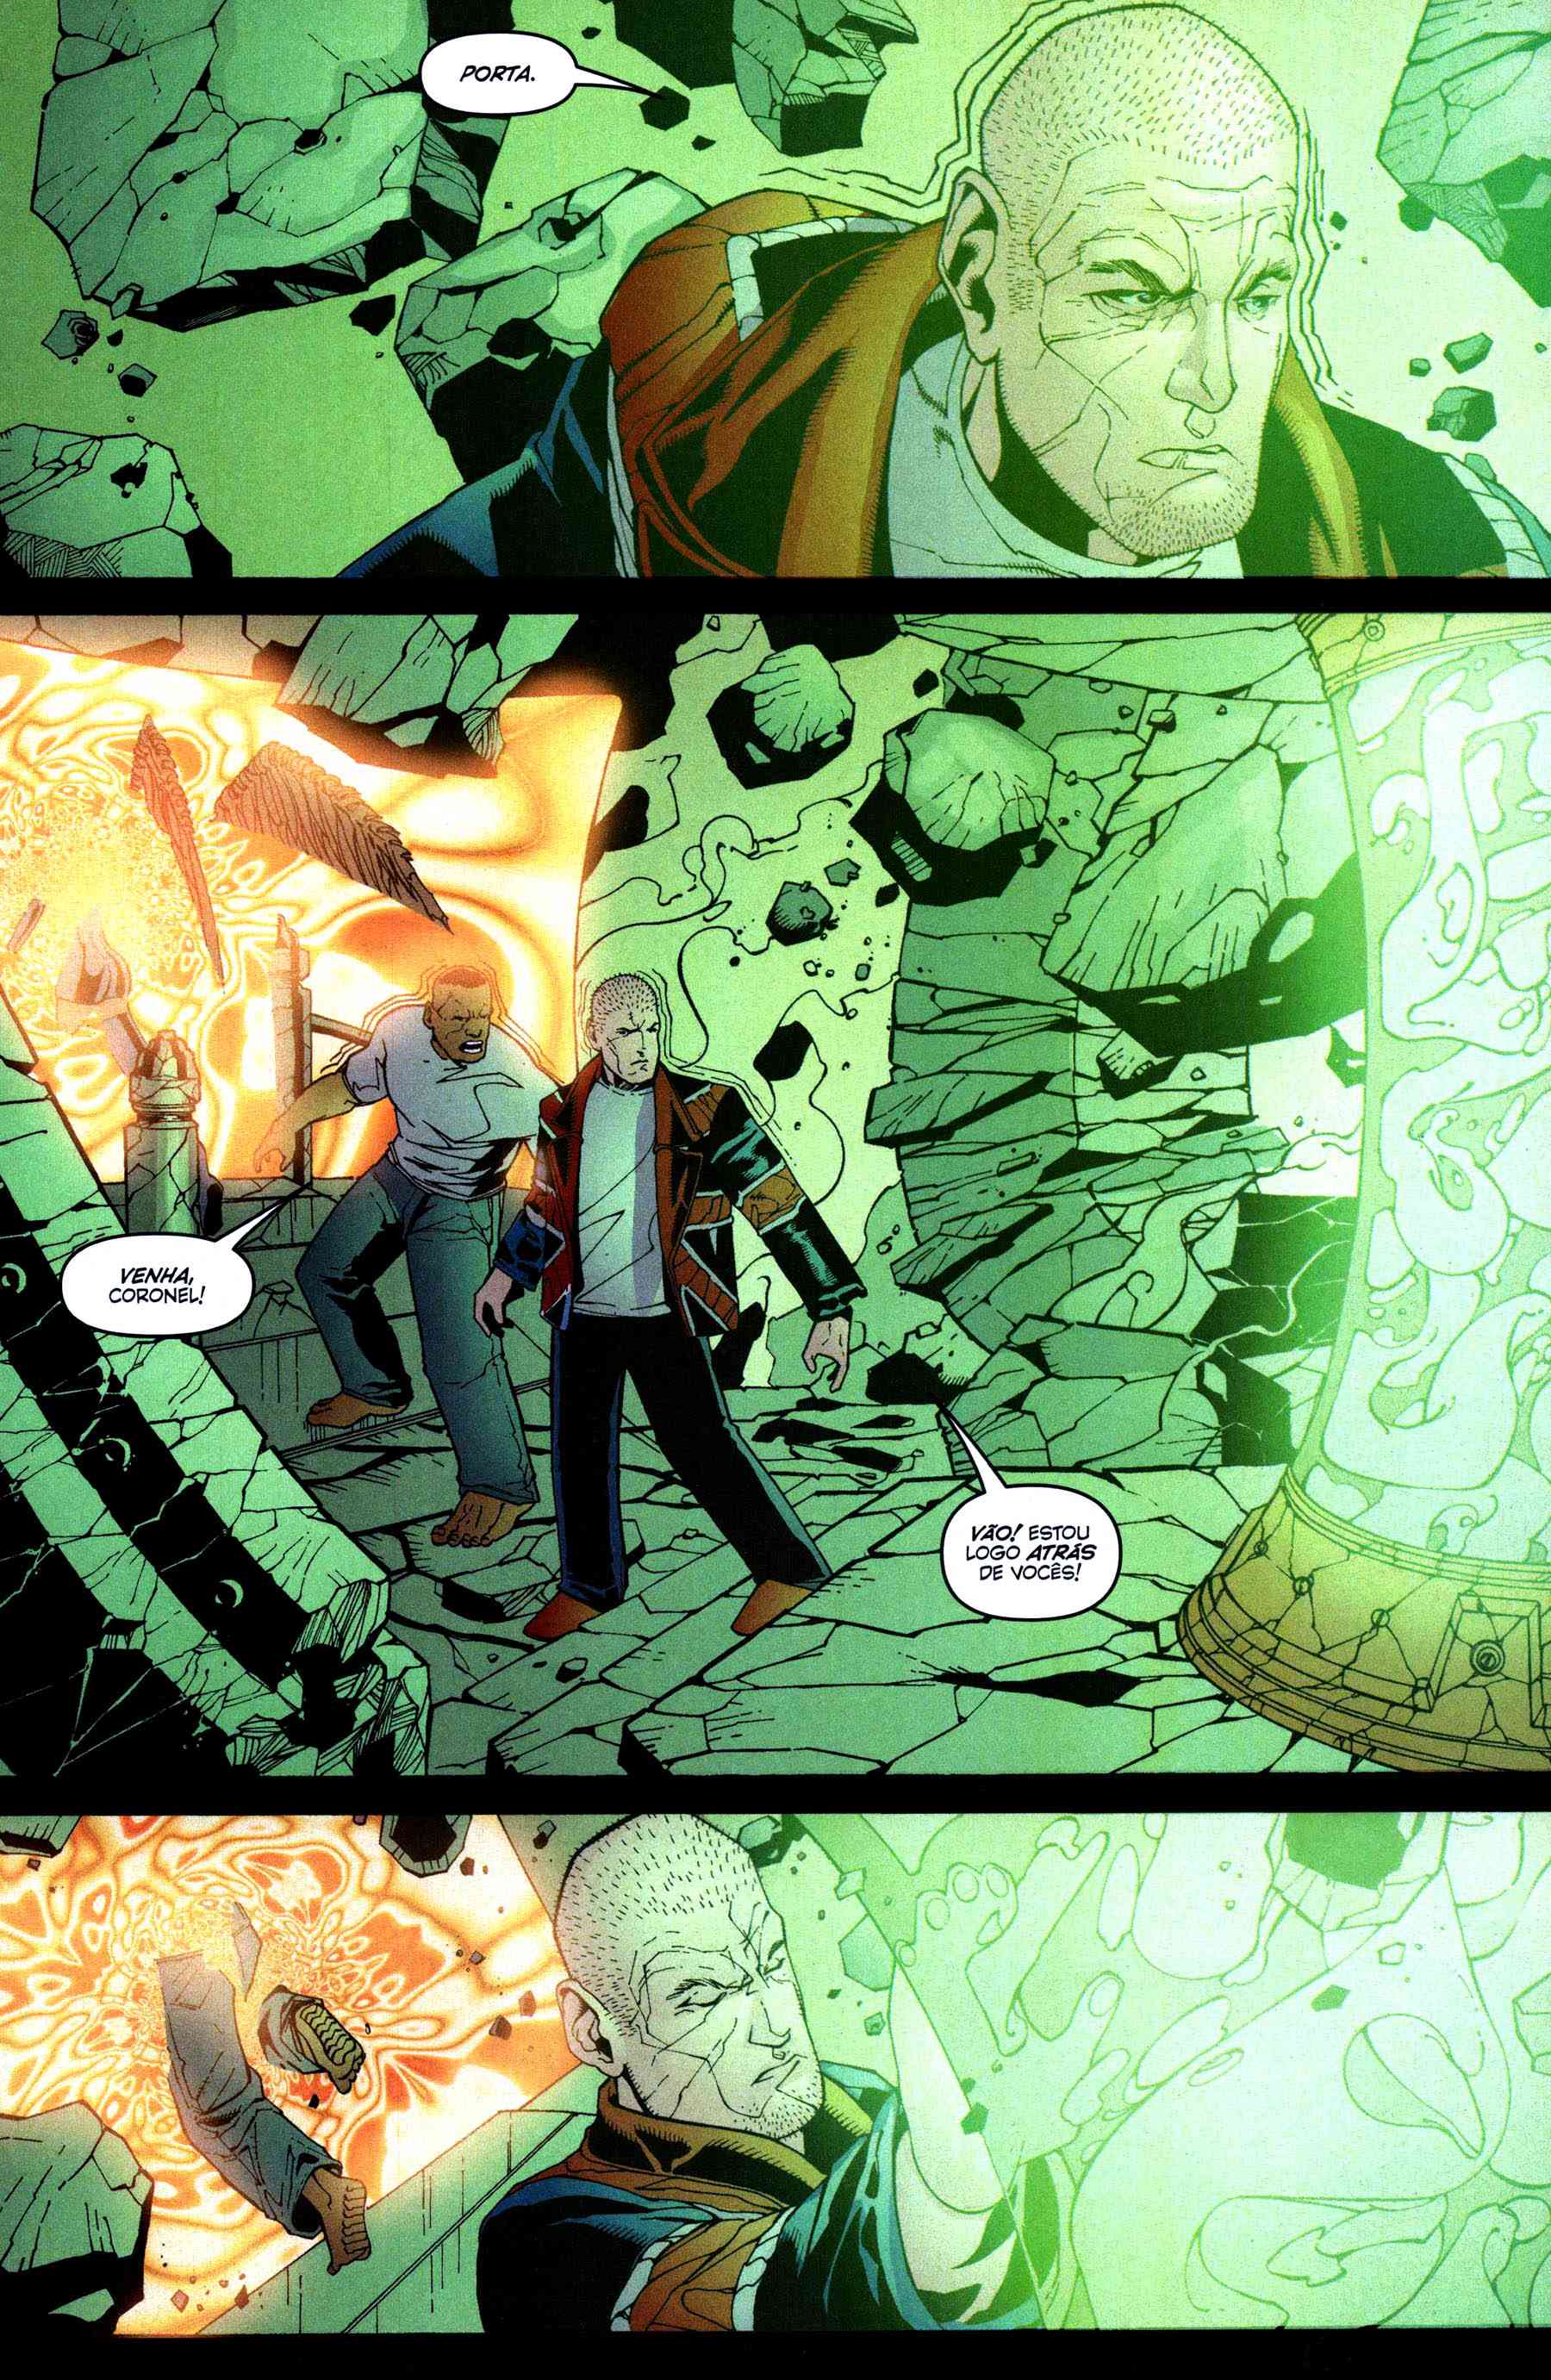 PORTA.
VENHA,
CORONEL!
VÃO! ESTOU
LOGO ATRÁS
DE VOCÊS!